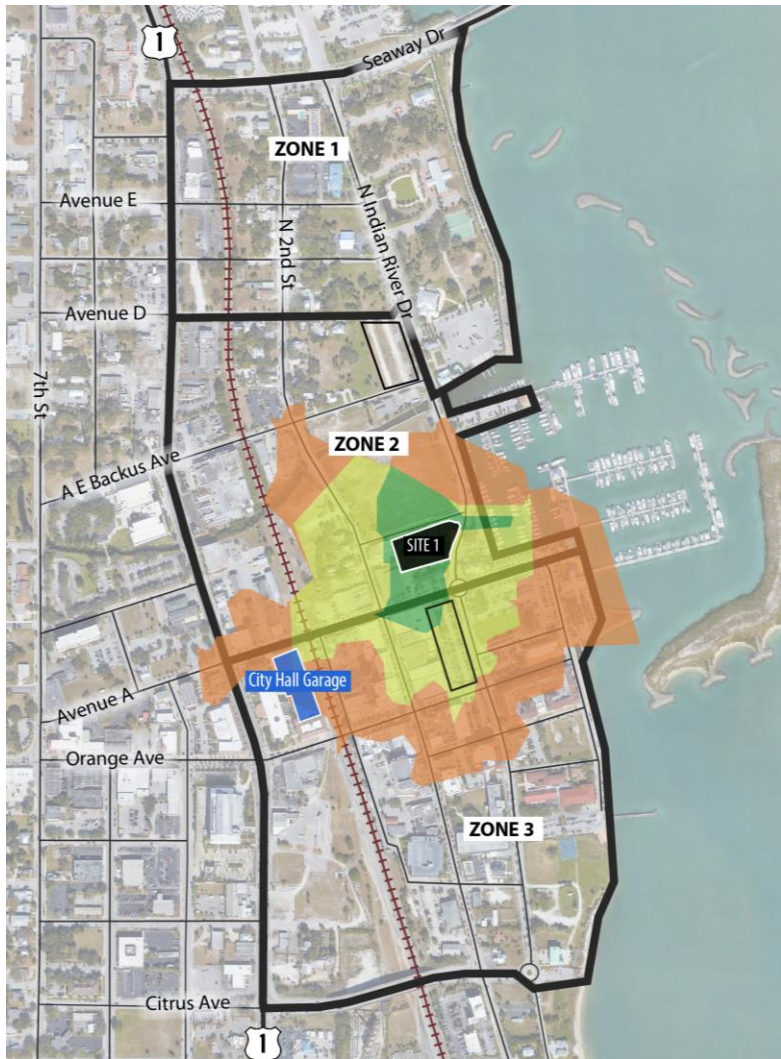 1
Seaway Dr
ZONE 1
N Indian River Dr
Avenue E
N 2nd St
Avenue D
7th St
ZONE 2
A E Backus Ave
SITE 1
City Hall Garage
Avenue A
Orange Ave
ZONE 3
Citrus Ave
1